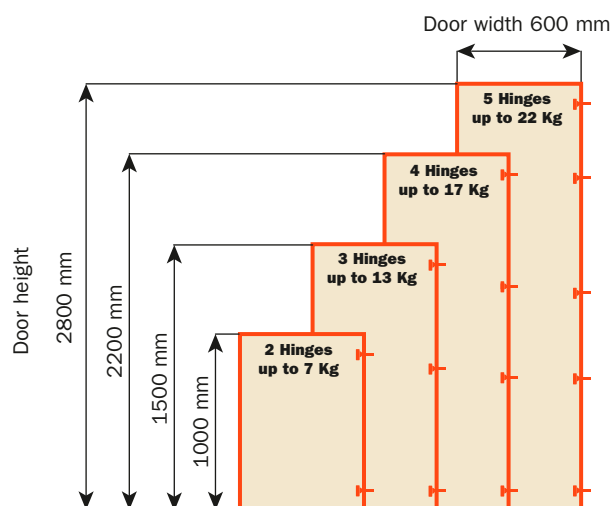 Door width 600 mm
5 Hinges
up to 22 Kg
4 Hinges
up to 17 Kg
3 Hinges
up to 13 Kg
2 Hinges
up to 7 Kg
Door height
2800 mm
2200 mm
1500 mm
1000 mm